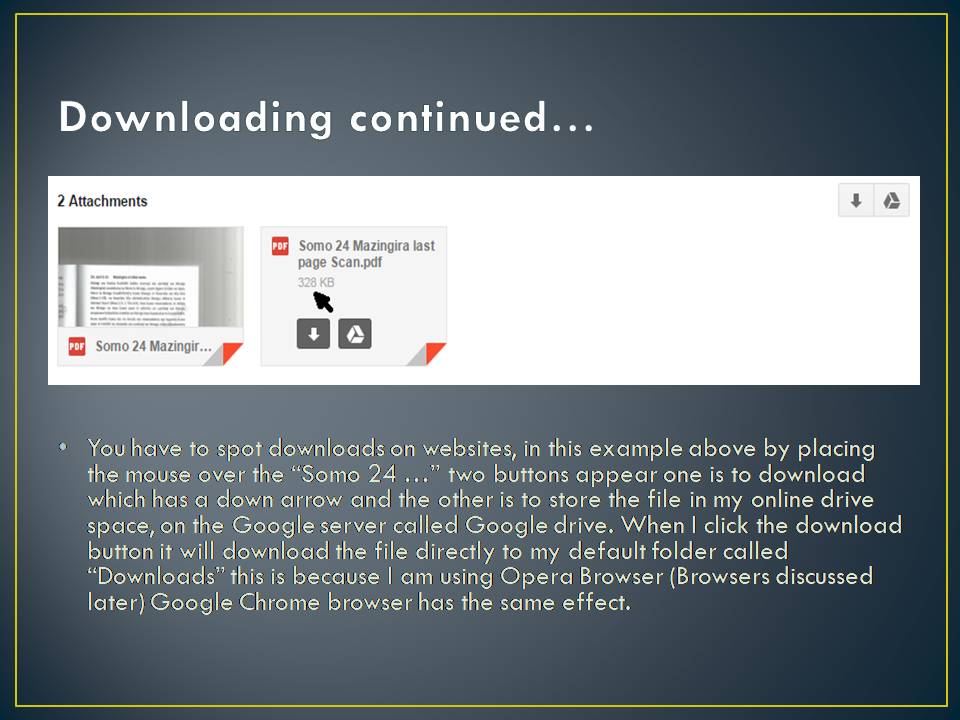 Downloading continued…
2 Attachments
PDF Somo 24 Mazingira last
page Scan.pdf
328 KB
PDF Somo 24 Mazingir...
• You have to spot downloads on websites, in this example above by placing
the mouse over the “Somo 24 …” two buttons appear one is to download
which has a down arrow and the other is to store the file in my online drive
space, on the Google server called Google drive. When I click the download
button it will download the file directly to my default folder called
“Downloads” this is because I am using Opera Browser (Browsers discussed
later) Google Chrome browser has the same effect.